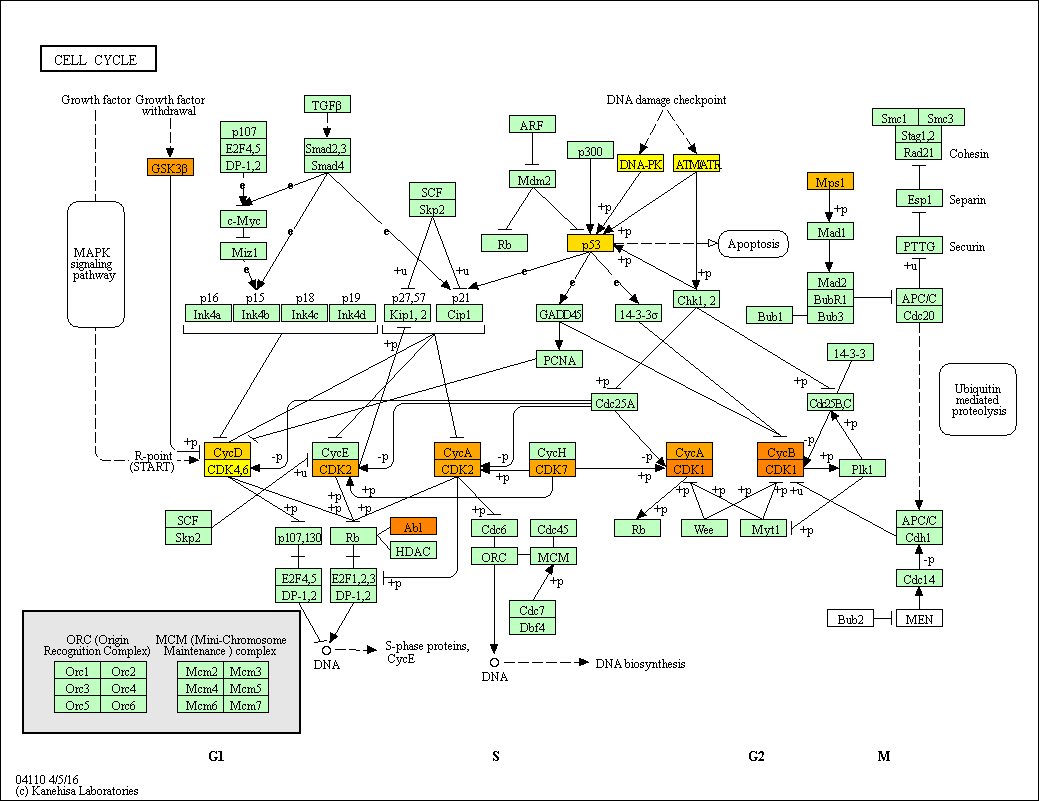 CELL CYCLE
Growth factor
Growth factor
withdrawal
TGFβ
DNA damage checkpoint
Smc1
Smc3
Stag1,2
Rad21
Cohesin
p107
E2F4,5
DP-1,2
Smad2,3
Smad4
ARF
p300
DNA-PK
ATM/ATR
GSK3β
Mdm2
SCF
Skp2
Mps1
+p
Esp1
Separin
e
e
c-Myc
Miz1
e
e
MAPK
signaling
pathway
Rb
p53
+p
+p
Apoptosis
Mad1
PTTG
Securin
+u
+u
+u
e
e
e
+p
Mad2
BubR1
Bub3
Bub1
APC/C
Cdc20
p16
p15
p18
p19
p27,57
p21
Ink4a
Ink4b
Ink4c
Ink4d
Kip1, 2
Cip1
GADD45
14-3-3σ
Chk1, 2
+p
PCNA
14-3-3
+p
+p
Cdc25A
Cdc25B,C
+p
Ubiquitin
mediated
proteolysis
R-point
(START)
+p
CycD
CDK4,6
-p
CycE
CDK2
-p
CycA
CDK2
-p
+p
CycH
CDK7
-p
+p
CycA
CDK1
CycB
CDK1
-p
+p
Plk1
+u
+p
+p
+p
+p
+p
+p
+p
+p
+p
+u
SCF
Skp2
p107,130
Rb
Abl
HDAC
Cdc6
Cdc45
Rb
Wee
Myt1
+p
APC/C
Cdh1
ORC
MCM
-p
E2F4,5
DP-1,2
E2F1,2,3
DP-1,2
+p
+p
Cdc14
Cdc7
Dbf4
Bub2
MEN
ORC (Origin
Recognition Complex)
MCM (Mini-Chromosome
Maintenance ) complex
DNA
S-phase proteins,
CycE
DNA
DNA biosynthesis
Orc1
Orc2
Mcm2
Mcm3
Orc3
Orc4
Mcm4
Mcm5
Orc5
Orc6
Mcm6
Mcm7
G1
S
G2
M
04110 4/5/16
(c) Kanehisa Laboratories